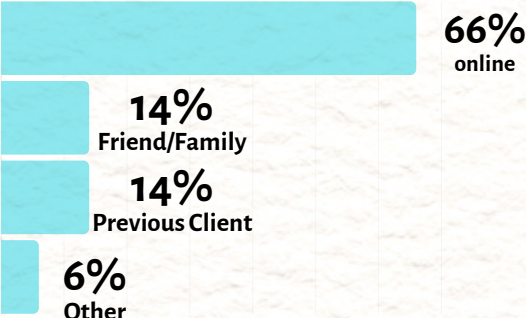 66%
online
14%
Friend/Family
14%
Previous Client
6%
Other